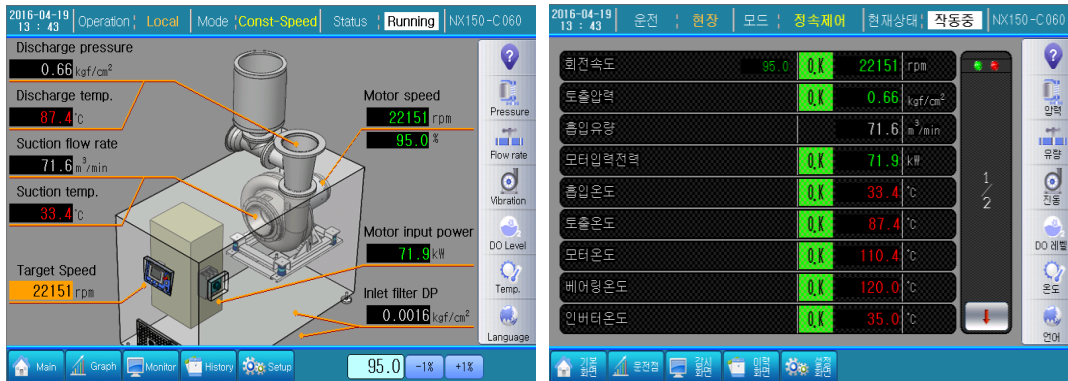 2016-04-19
13 : 43
Operation ¦ Local
Mode ¦Const-Speed
Status ¦ Running
NX150-C060
Discharge pressure
0.66 kgf/cm²
Discharge temp.
87.4 ℃
Suction flow rate
71.6 m³/min
Suction temp.
33.4 ℃
Target Speed
22151 rpm
Motor speed
22151 rpm
95.0 %
Motor input power
71.9 kW
Inlet filter DP
0.0016 kgf/cm²
?
Pressure
Flow rate
Vibration
DO Level
Temp.
Language
Main
Graph
Monitor
History
Setup
95.0
-1%
+1%
2016-04-19
13 : 43
운전 ¦ 현장
모드 ¦ 정속제어
현재상태¦ 작동중
NX150-C060
회전속도 95.0 O.K 22151 rpm
토출압력 O.K 0.66 kgf/cm²
흡입유량 71.6 m³/min
모터입력전력 O.K 71.9 kW
흡입온도 O.K 33.4 ℃
토출온도 O.K 87.4 ℃
모터온도 O.K 110.4 ℃
베어링온도 O.K 120.0 ℃
인버터온도 O.K 35.0 ℃
1/2
?
압력
유량
진동
DO 레벨
온도
언어
기본화면
운전점
감시화면
이력화면
설정화면